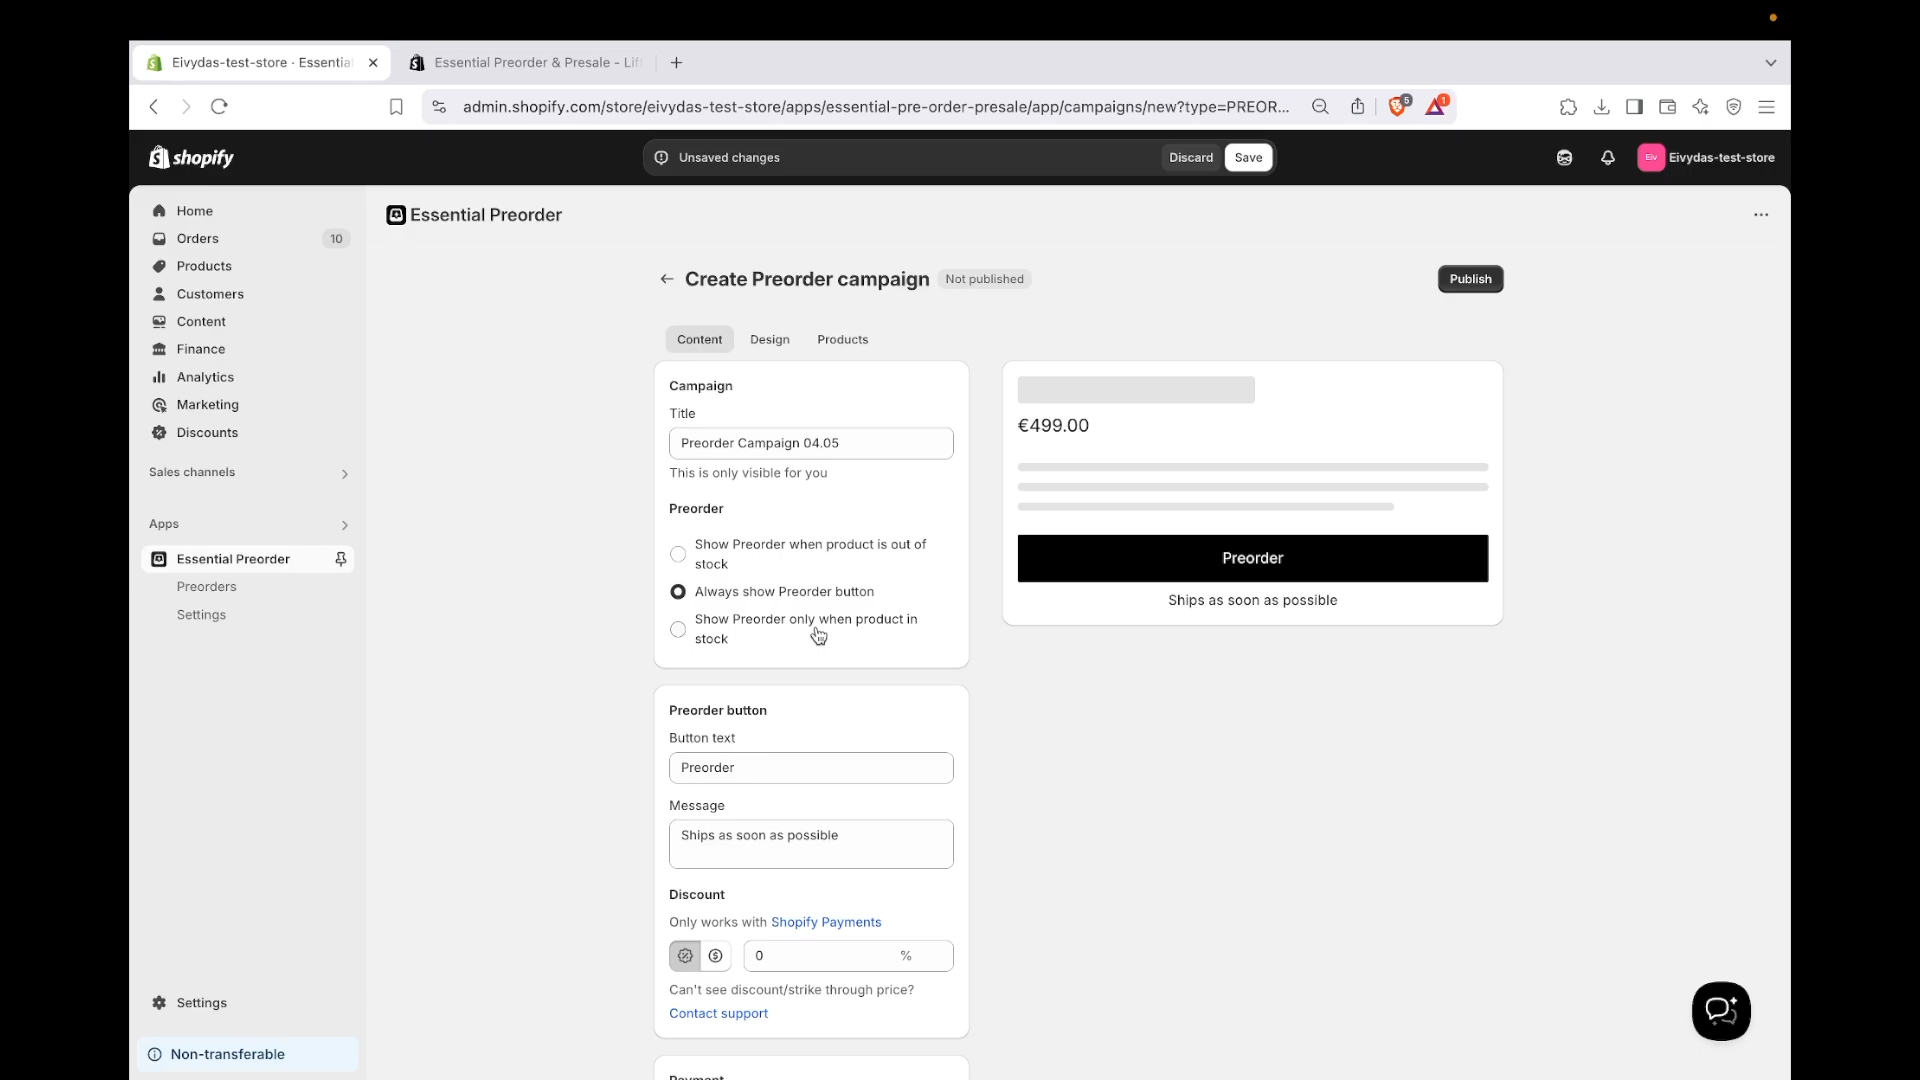 Eivydas-test-store · Essential
Essential Preorder & Presale - Lif
admin.shopify.com/store/eivydas-test-store/apps/essential-pre-order-presale/app/campaigns/new?type=PREOR...
5
1
shopify
Unsaved changes
Discard
Save
Eiv
Eivydas-test-store
Home
Orders
10
Products
Customers
Content
Finance
Analytics
Marketing
Discounts
Sales channels
Apps
Essential Preorder
Preorders
Settings
Settings
Non-transferable
Essential Preorder
Create Preorder campaign
Not published
Publish
Content
Design
Products
Campaign
Title
Preorder Campaign 04.05
This is only visible for you
Preorder
Show Preorder when product is out of
stock
Always show Preorder button
Show Preorder only when product in
stock
Preorder button
Button text
Preorder
Message
Ships as soon as possible
Discount
Only works with Shopify Payments
0
%
Can't see discount/strike through price?
Contact support
Payment
€499.00
Preorder
Ships as soon as possible